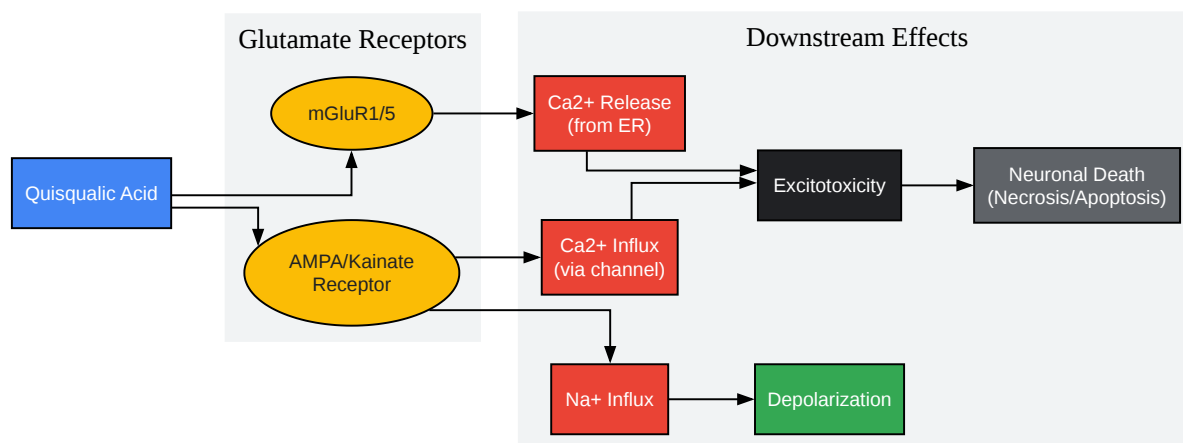 Glutamate Receptors
Downstream Effects
mGluR1/5
Ca2+ Release
(from ER)
Quisqualic Acid
Excitotoxicity
Neuronal Death
(Necrosis/Apoptosis)
AMPA/Kainate
Receptor
Ca2+ Influx
(via channel)
Na+ Influx
Depolarization